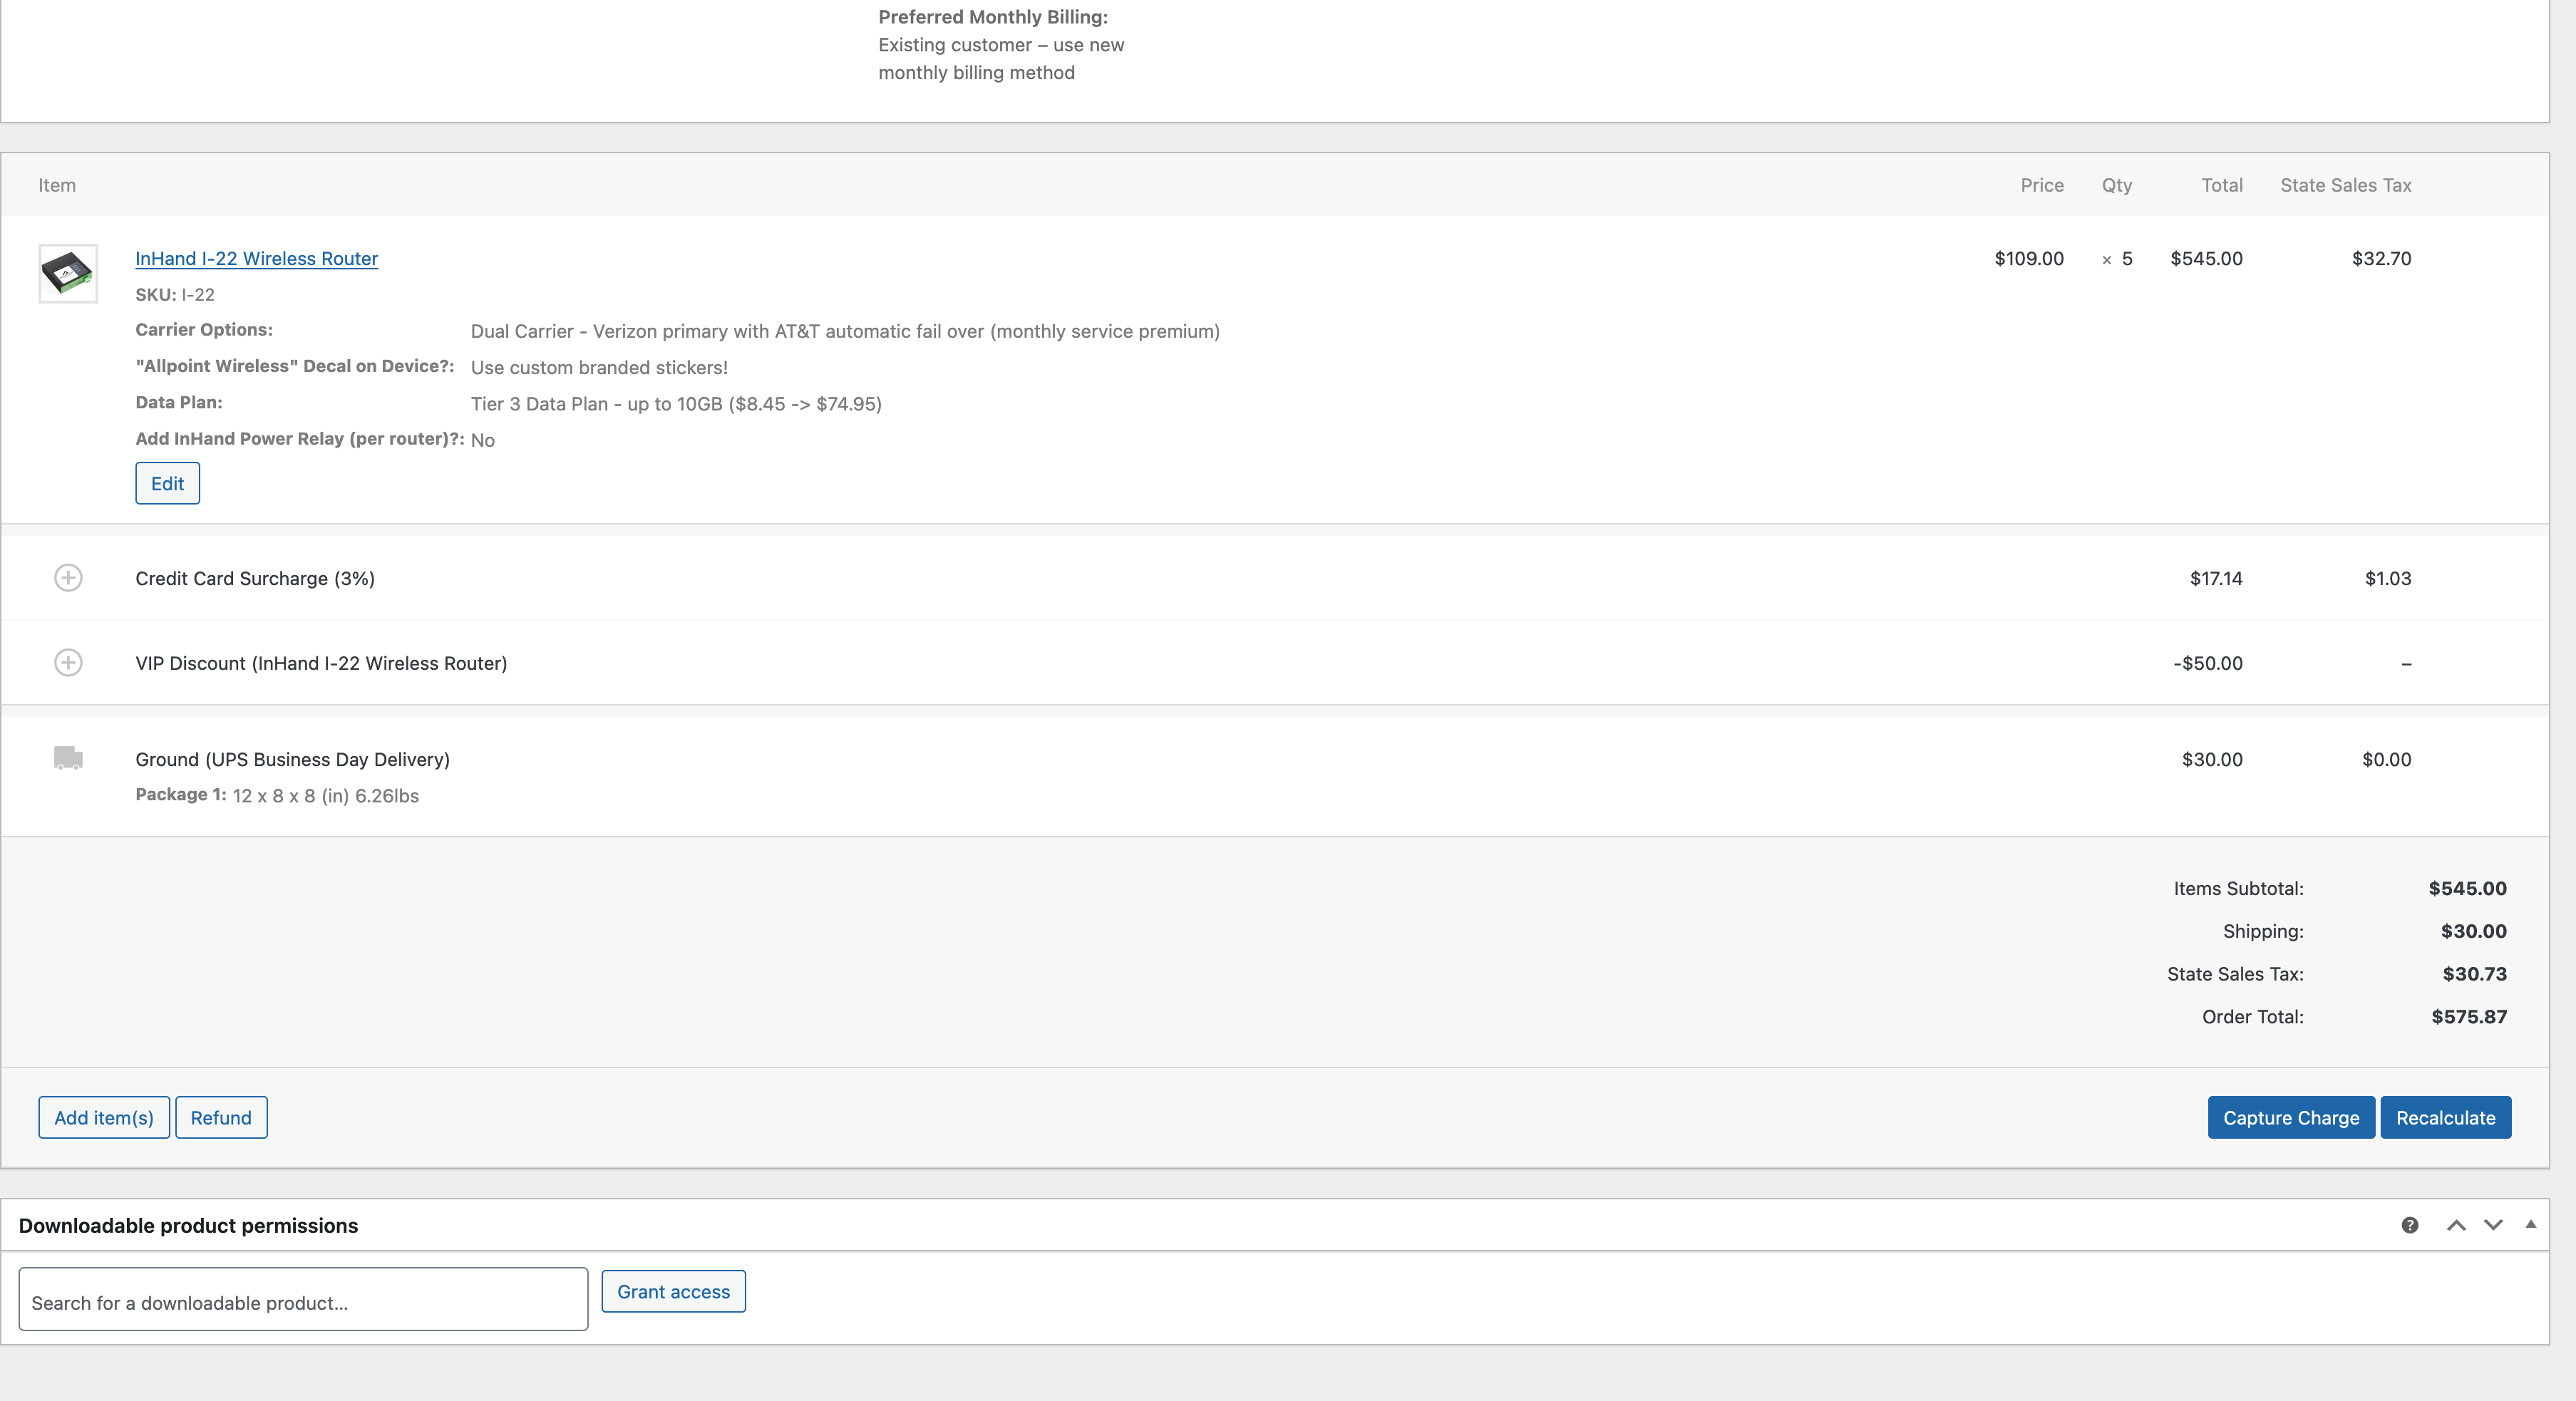 Preferred Monthly Billing:
Existing customer – use new
monthly billing method
Item Price Qty Total State Sales Tax
InHand I-22 Wireless Router $109.00 × 5 $545.00 $32.70
SKU: I-22
Carrier Options: Dual Carrier - Verizon primary with AT&T automatic fail over (monthly service premium)
"Allpoint Wireless" Decal on Device?: Use custom branded stickers!
Data Plan: Tier 3 Data Plan - up to 10GB ($8.45 -> $74.95)
Add InHand Power Relay (per router)?: No
Edit
Credit Card Surcharge (3%) $17.14 $1.03
VIP Discount (InHand I-22 Wireless Router) -$50.00 –
Ground (UPS Business Day Delivery) $30.00 $0.00
Package 1: 12 x 8 x 8 (in) 6.26lbs
Items Subtotal: $545.00
Shipping: $30.00
State Sales Tax: $30.73
Order Total: $575.87
Add item(s) Refund Capture Charge Recalculate
Downloadable product permissions
Search for a downloadable product... Grant access